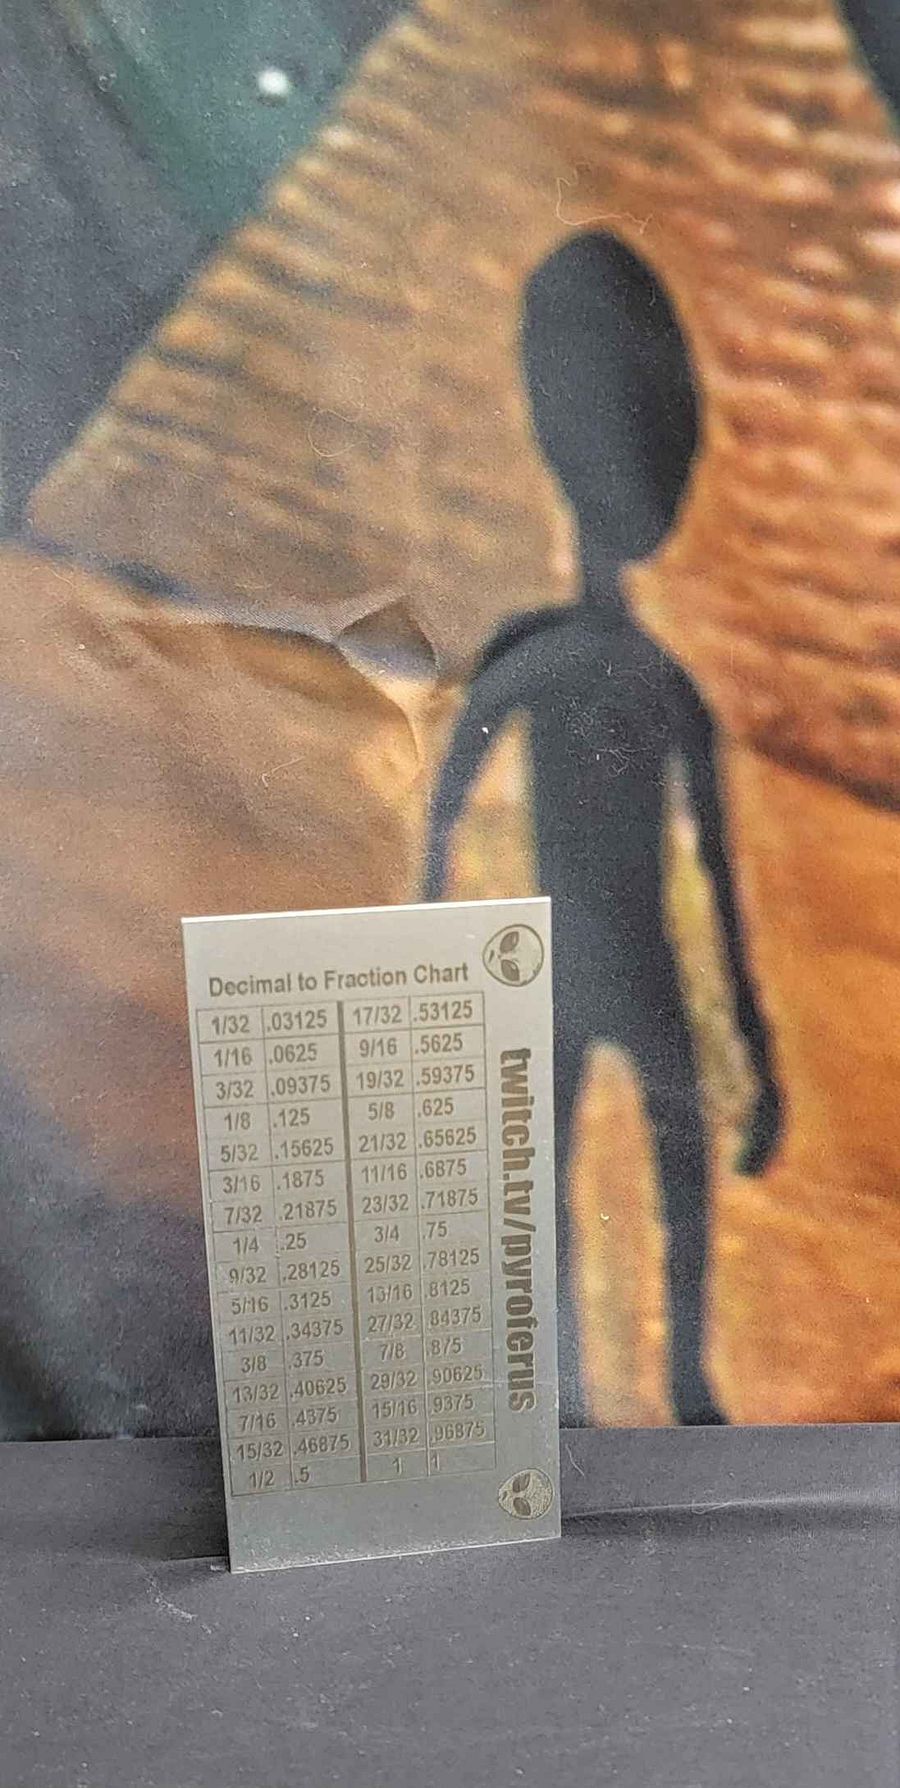 Decimal to Fraction Chart
1/32 .03125 17/32 .53125
1/16 .0625 9/16 .5625
3/32 .09375 19/32 .59375
1/8 .125 5/8 .625
5/32 .15625 21/32 .65625
3/16 .1875 11/16 .6875
7/32 .21875 23/32 .71875
1/4 .25 3/4 .75
9/32 .28125 25/32 .78125
5/16 .3125 13/16 .8125
11/32 .34375 27/32 .84375
3/8 .375 7/8 .875
13/32 .40625 29/32 .90625
7/16 .4375 15/16 .9375
15/32 .46875 31/32 .96875
1/2 .5 1 1
twitch.tv/pyroferus